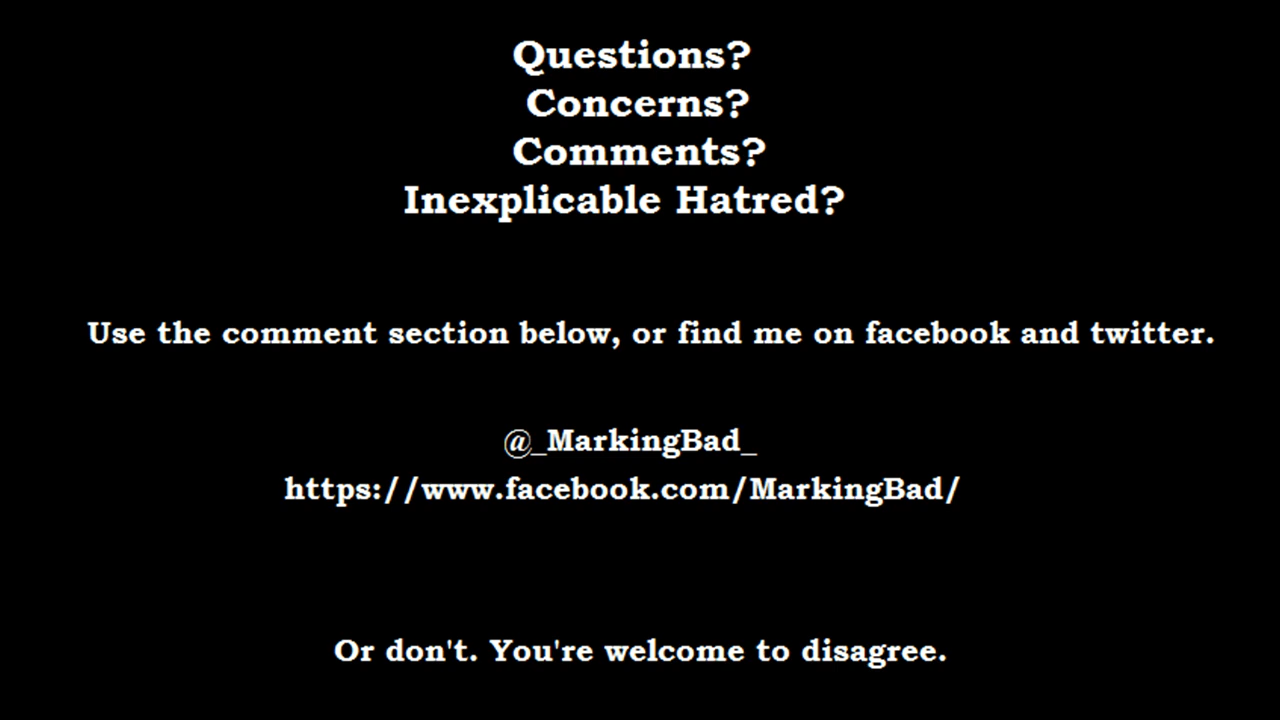 Questions?
Concerns?
Comments?
Inexplicable Hatred?
Use the comment section below, or find me on facebook and twitter.
@_MarkingBad_
https://www.facebook.com/MarkingBad/
Or don't. You're welcome to disagree.